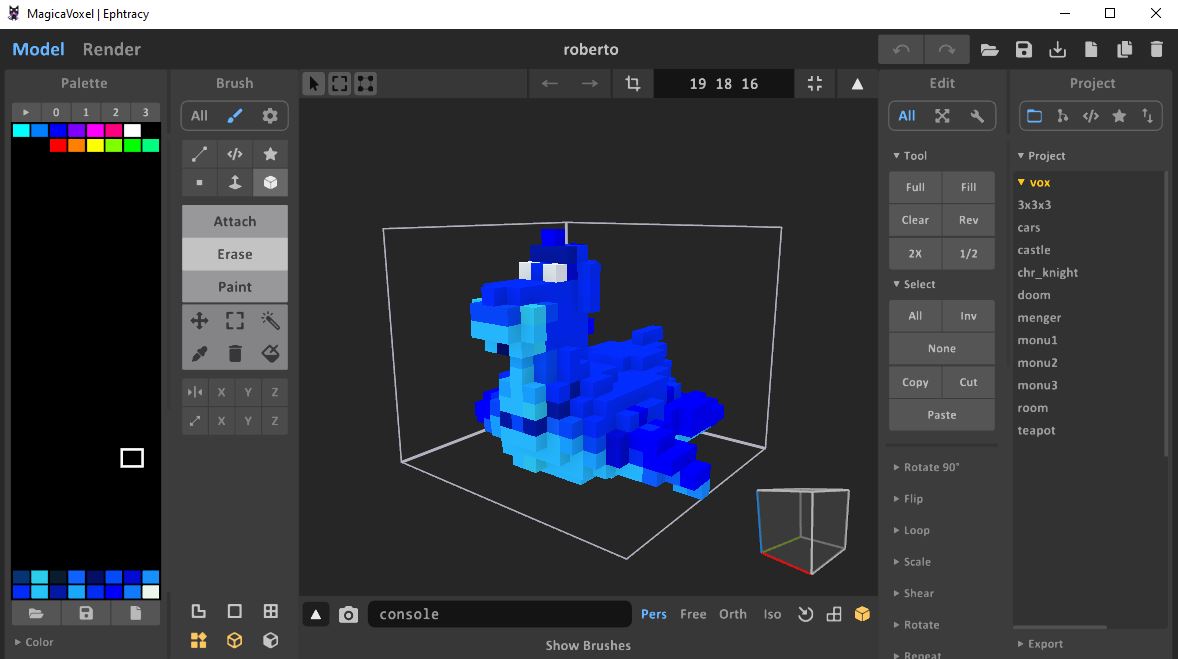 MagicaVoxel | Ephtracy
Model Render
roberto
Palette
0 1 2 3
Color
Brush
All
Attach
Erase
Paint
X Y Z
X Y Z
19 18 16
console
Pers Free Orth Iso
Show Brushes
Edit
All
Tool
Full Fill
Clear Rev
2X 1/2
Select
All Inv
None
Copy Cut
Paste
Rotate 90°
Flip
Loop
Scale
Shear
Rotate
Repeat
Project
Project
vox
3x3x3
cars
castle
chr_knight
doom
menger
monu1
monu2
monu3
room
teapot
Export